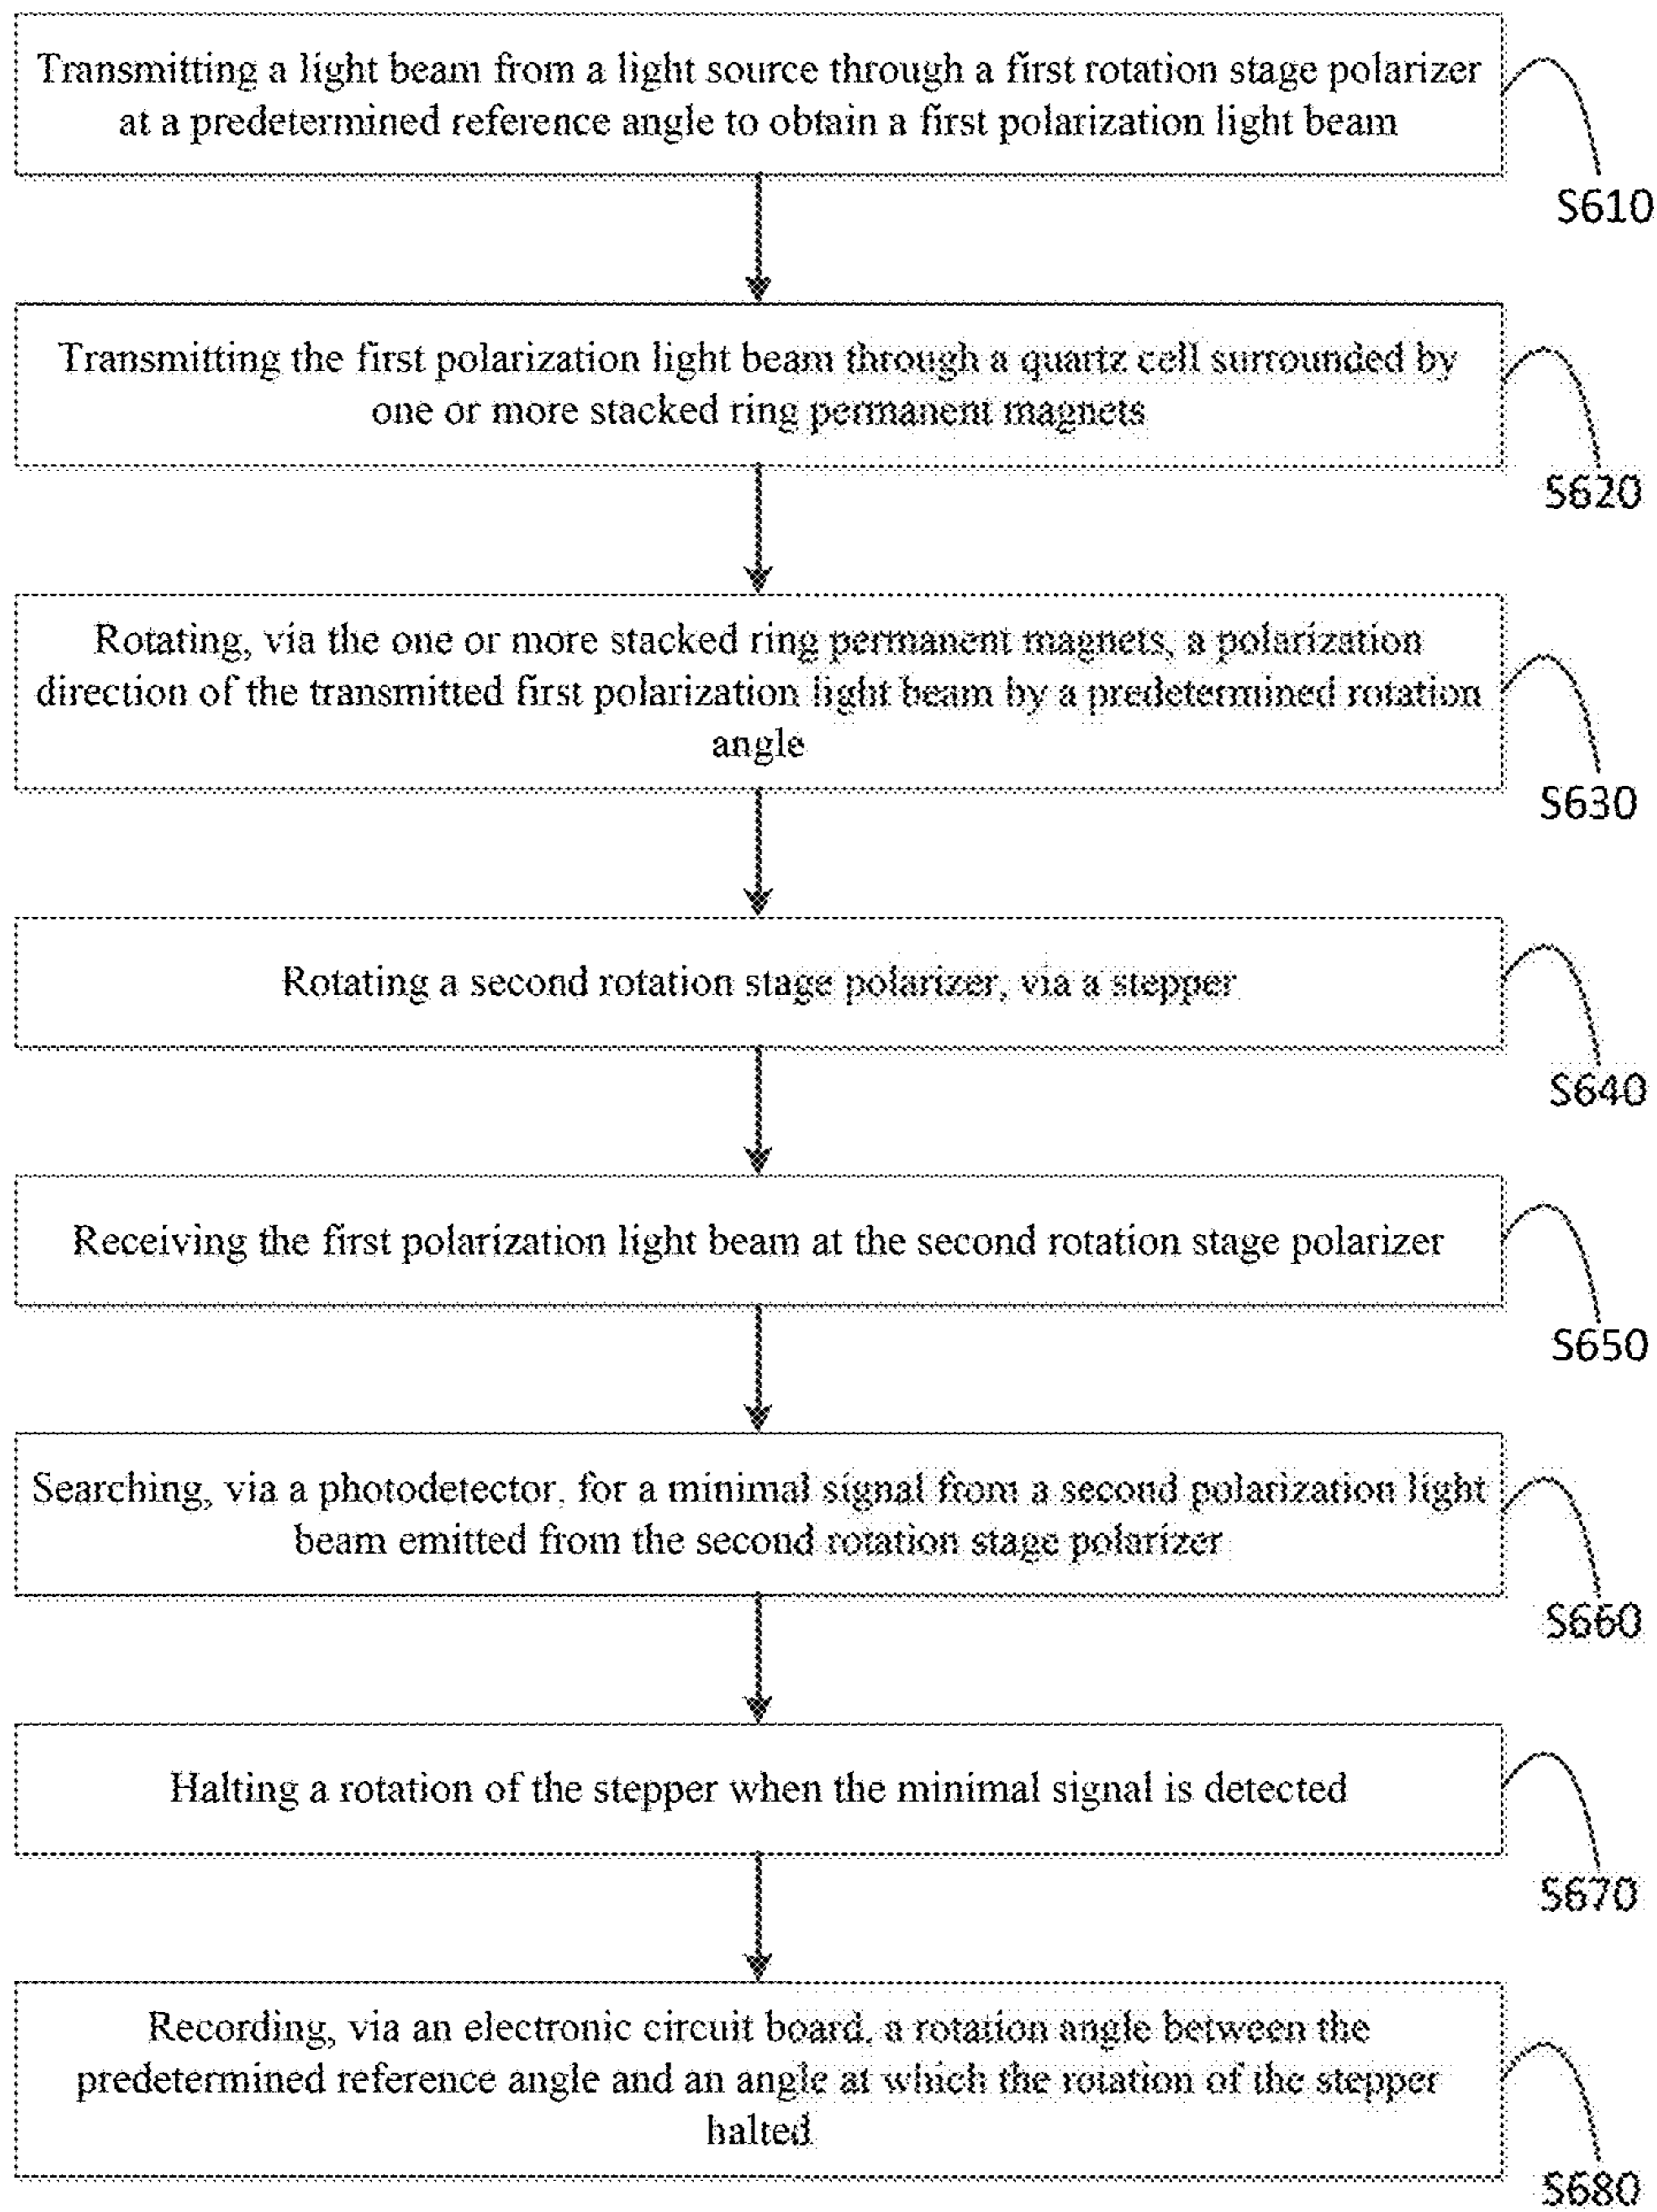 Transmitting a light beam from a light source through a first rotation stage polarizer
at a predetermined reference angle to obtain a first polarization light beam
S610
Transmitting the first polarization light beam through a quartz cell surrounded by
one or more stacked ring permanent magnets
S620
Rotating, via the one or more stacked ring permanent magnets, a polarization
direction of the transmitted first polarization light beam by a predetermined rotation
angle
S630
Rotating a second rotation stage polarizer, via a stepper
S640
Receiving the first polarization light beam at the second rotation stage polarizer
S650
Searching, via a photodetector, for a minimal signal from a second polarization light
beam emitted from the second rotation stage polarizer
S660
Halting a rotation of the stepper when the minimal signal is detected
S670
Recording, via an electronic circuit board, a rotation angle between the
predetermined reference angle and an angle at which the rotation of the stepper
halted
S680